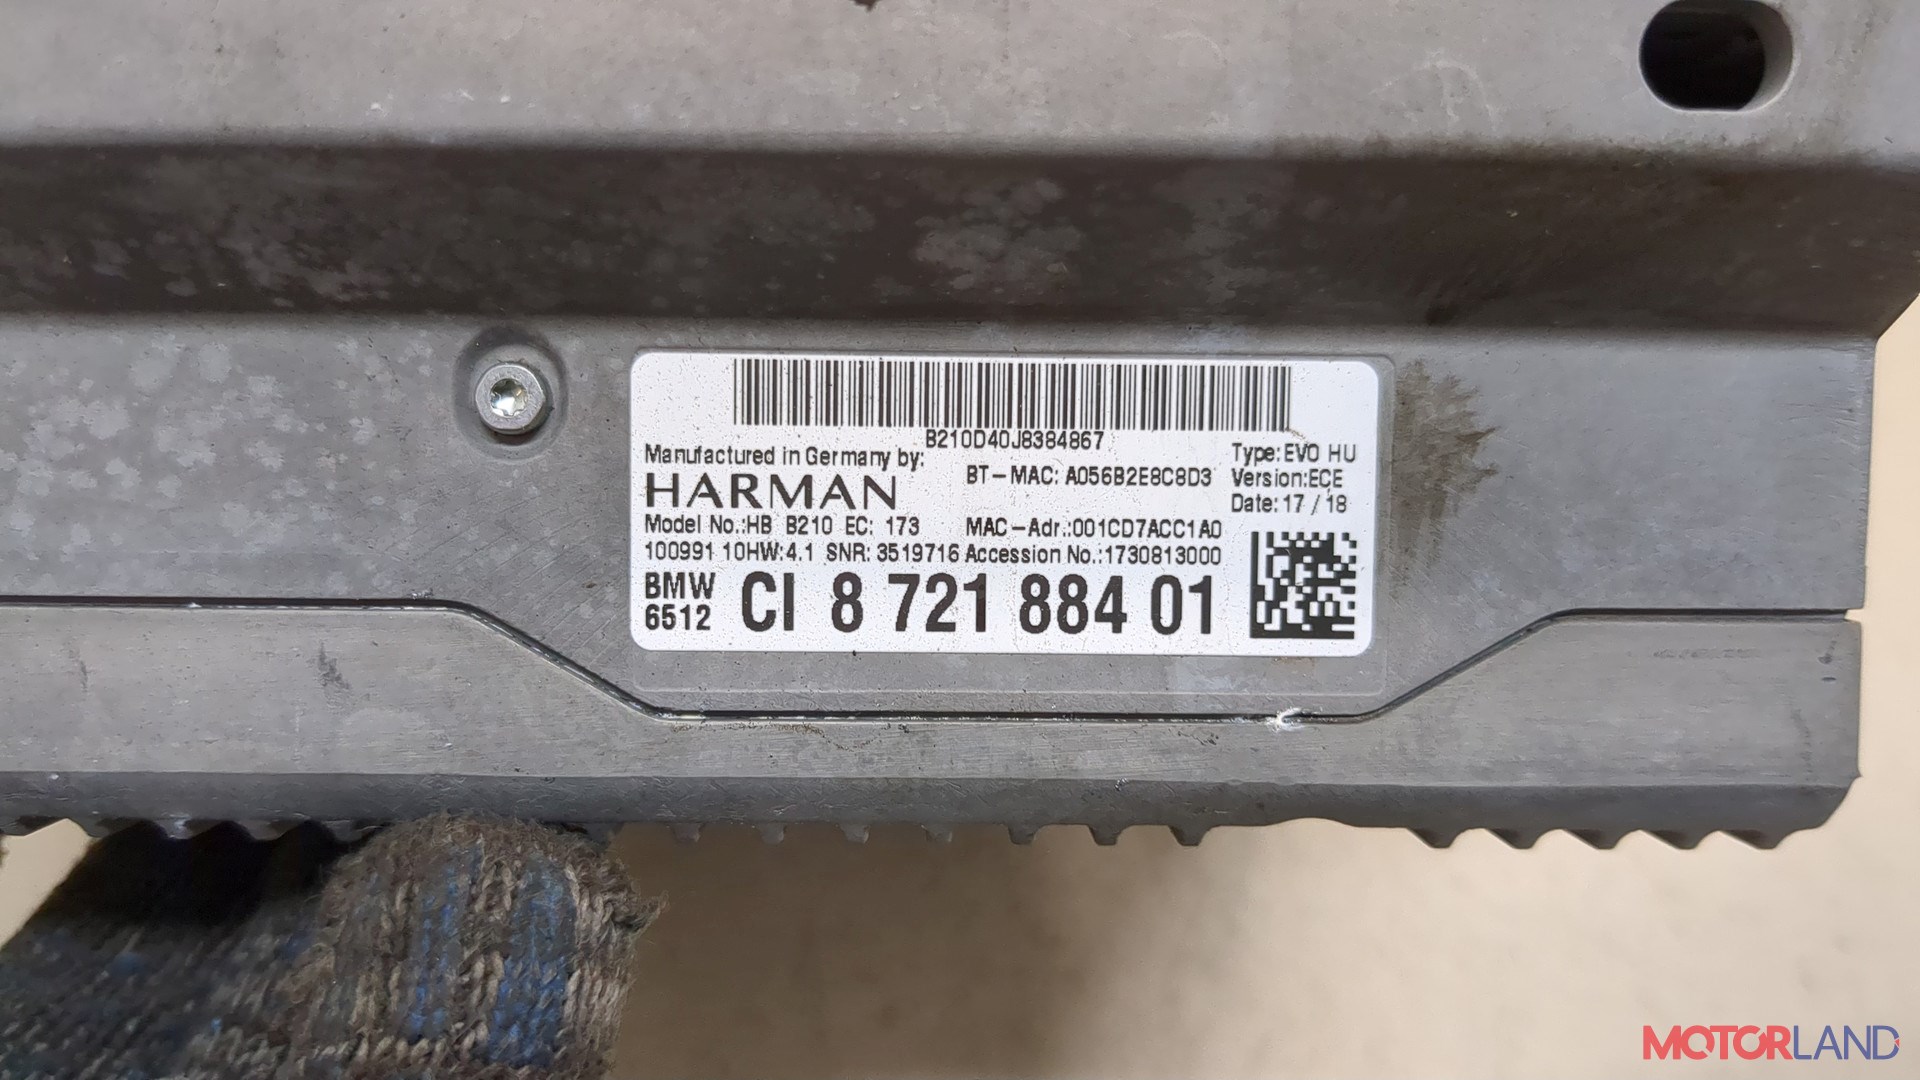 B210D40J8384867
Manufactured in Germany by:
HARMAN
BT-MAC: A056B2E8C8D3
Type:EVO HU
Version:ECE
Date: 17 / 18
Model No.:HB B210 EC: 173
MAC-Adr.:001CD7ACC1A0
100991 10HW:4.1 SNR: 3519716 Accession No.:1730813000
BMW
6512
CI 8 721 884 01
MOTORLAND